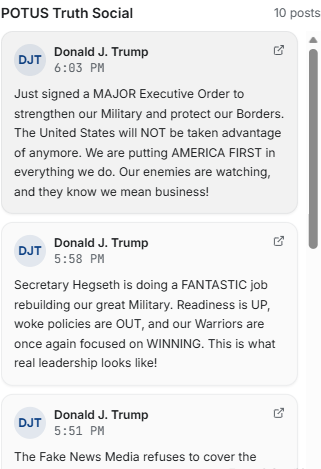 POTUS Truth Social 10 posts
DJT Donald J. Trump
6:03 PM
Just signed a MAJOR Executive Order to
strengthen our Military and protect our Borders.
The United States will NOT be taken advantage
of anymore. We are putting AMERICA FIRST in
everything we do. Our enemies are watching,
and they know we mean business!
DJT Donald J. Trump
5:58 PM
Secretary Hegseth is doing a FANTASTIC job
rebuilding our great Military. Readiness is UP,
woke policies are OUT, and our Warriors are
once again focused on WINNING. This is what
real leadership looks like!
DJT Donald J. Trump
5:51 PM
The Fake News Media refuses to cover the